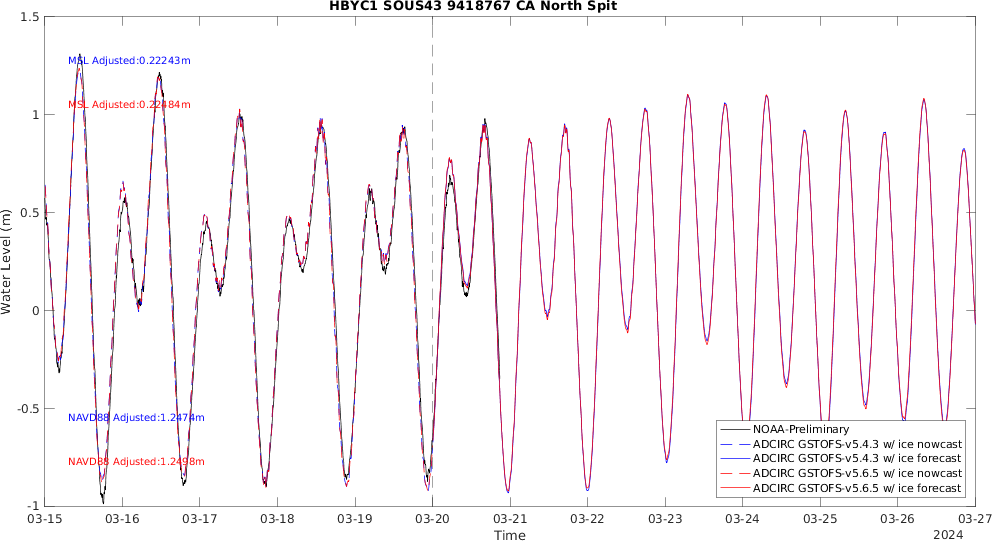 HBYC1 SOUS43 9418767 CA North Spit
1.5
1
0.5
0
-0.5
-1
Water Level (m)
MSL Adjusted:0.22243m
MSL Adjusted:0.22484m
NAVD88 Adjusted:1.2474m
NAVD88 Adjusted:1.2498m
NOAA-Preliminary
ADCIRC GSTOFS-v5.4.3 w/ ice nowcast
ADCIRC GSTOFS-v5.4.3 w/ ice forecast
ADCIRC GSTOFS-v5.6.5 w/ ice nowcast
ADCIRC GSTOFS-v5.6.5 w/ ice forecast
03-15 03-16 03-17 03-18 03-19 03-20 03-21 03-22 03-23 03-24 03-25 03-26 03-27
Time
2024